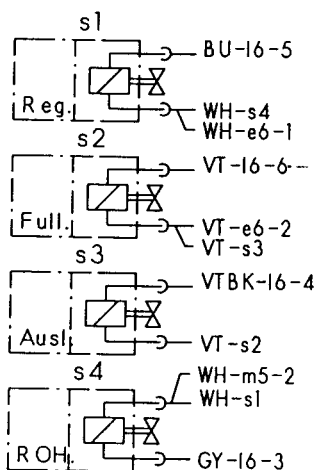 s1
BU-16-5
Reg.
WH-s4
WH-e6-1
s2
VT-16-6
Full.
VT-e6-2
VT-s3
s3
VTBK-16-4
Ausl.
VT-s2
s4
WH-m5-2
WH-s1
ROH.
GY-16-3